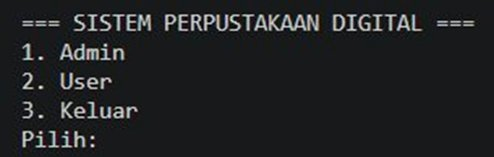 === SISTEM PERPUSTAKAAN DIGITAL ===
1. Admin
2. User
3. Keluar
Pilih: